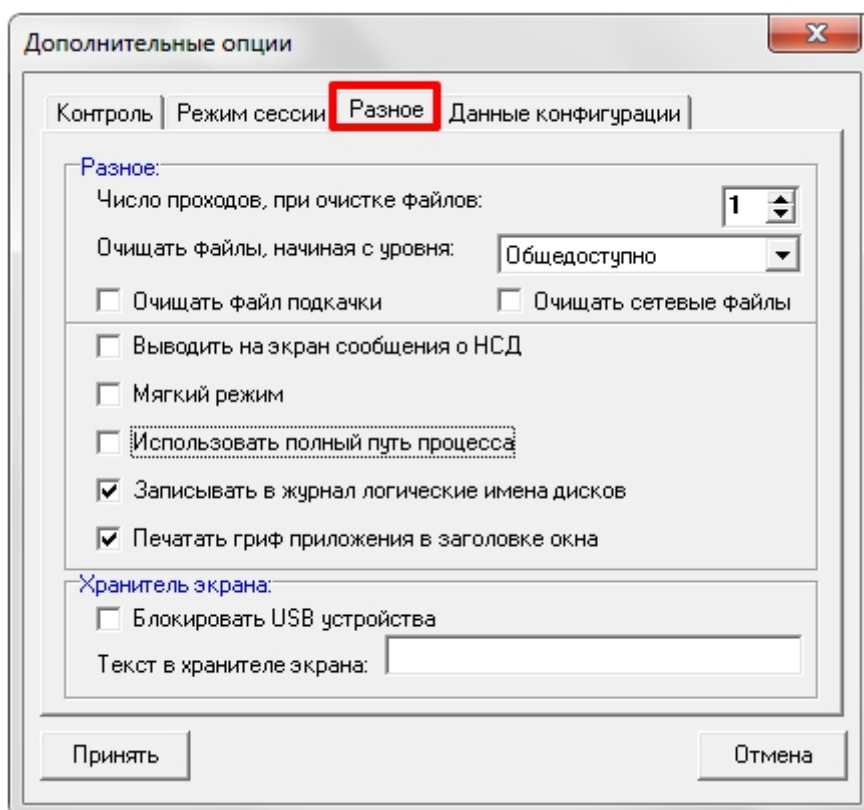 Дополнительные опции
Контроль Режим сессии Разное Данные конфигурации
Разное:
Число проходов, при очистке файлов: 1
Очищать файлы, начиная с уровня: Общедоступно
Очищать файл подкачки Очищать сетевые файлы
Выводить на экран сообщения о НСД
Мягкий режим
Использовать полный путь процесса
Записывать в журнал логические имена дисков
Печатать гриф приложения в заголовке окна
Хранитель экрана:
Блокировать USB устройства
Текст в хранителе экрана:
Принять Отмена